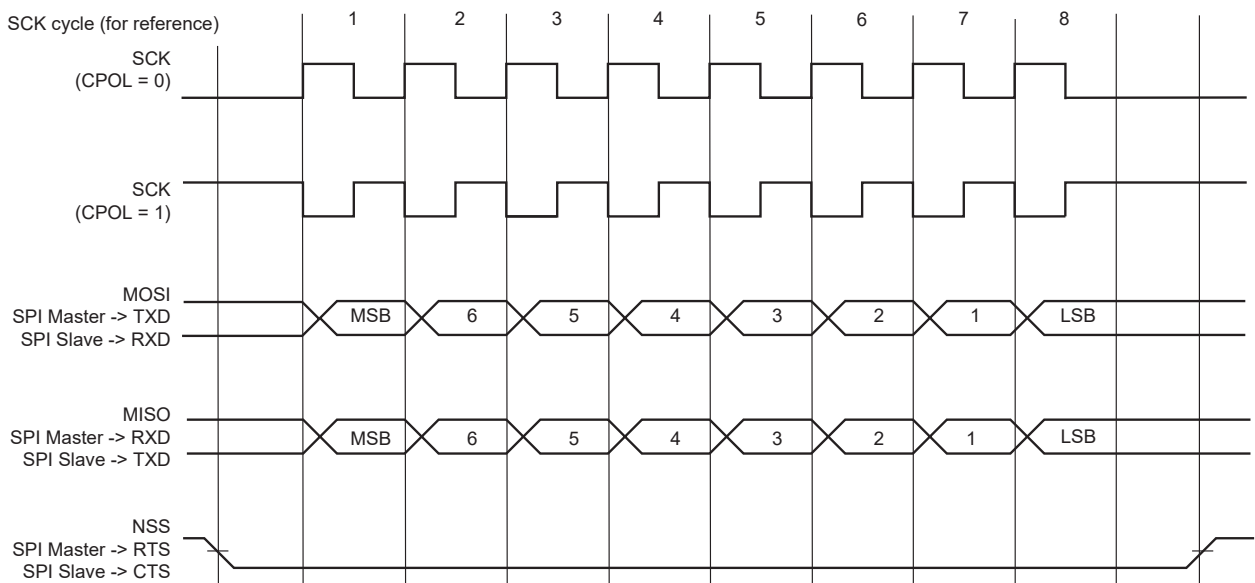 SCK cycle (for reference)
1 2 3 4 5 6 7 8
SCK
(CPOL = 0)
SCK
(CPOL = 1)
MOSI
SPI Master -> TXD
SPI Slave -> RXD
MSB 6 5 4 3 2 1 LSB
MISO
SPI Master -> RXD
SPI Slave -> TXD
MSB 6 5 4 3 2 1 LSB
NSS
SPI Master -> RTS
SPI Slave -> CTS